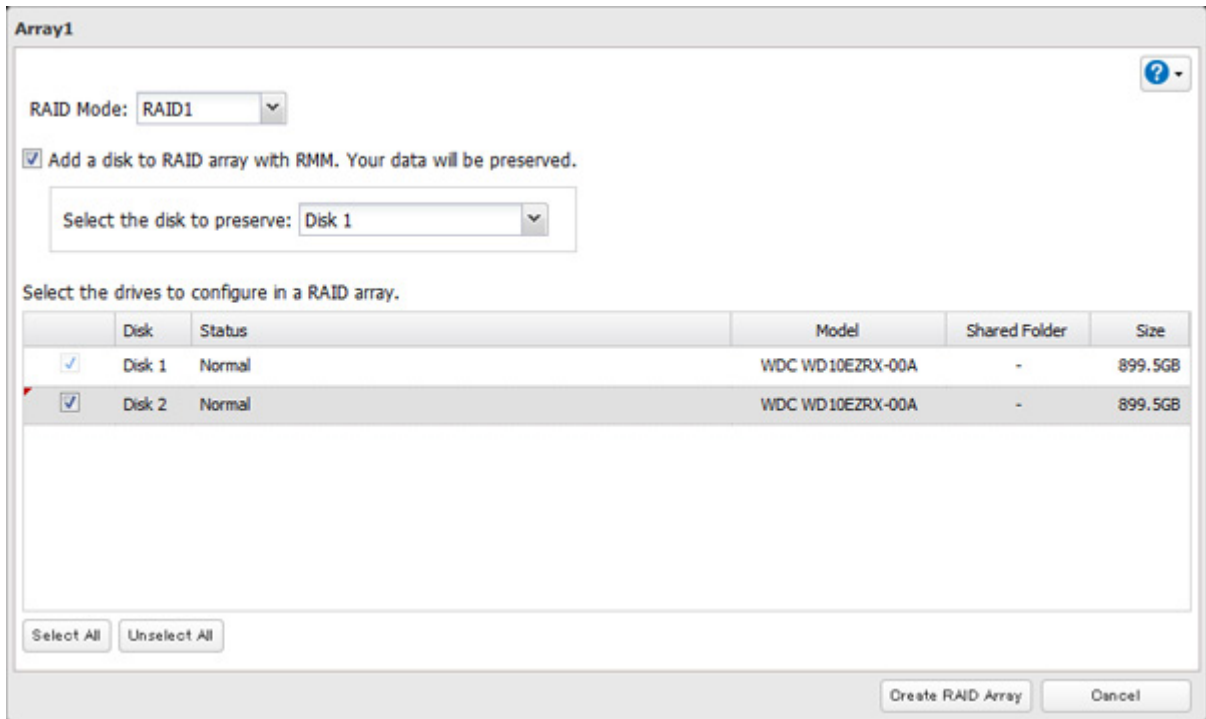 Array1
?
RAID Mode: RAID1
Add a disk to RAID array with RMM. Your data will be preserved.
Select the disk to preserve: Disk 1
Select the drives to configure in a RAID array.
Disk Status Model Shared Folder Size
Disk 1 Normal WDC WD10EZRX-00A - 899.5GB
Disk 2 Normal WDC WD10EZRX-00A - 899.5GB
Select All Unselect All
Create RAID Array Cancel